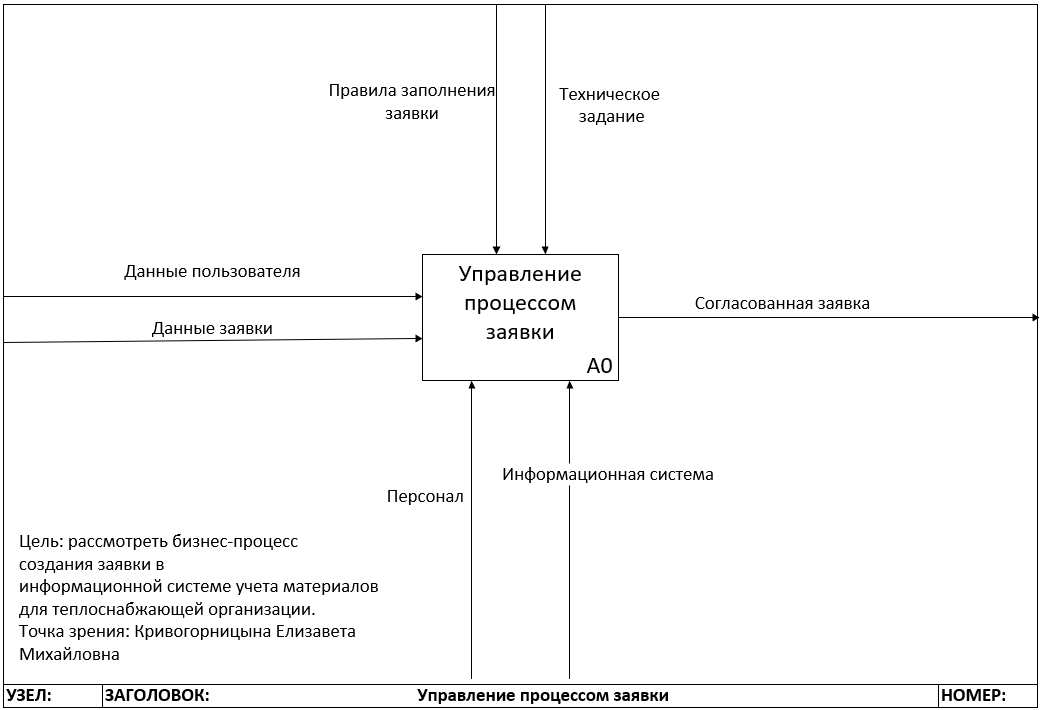 Правила заполнения
заявки
Техническое
задание
Данные пользователя
Данные заявки
Управление
процессом
заявки
A0
Согласованная заявка
Персонал
Информационная система
Цель: рассмотреть бизнес-процесс
создания заявки в
информационной системе учета материалов
для теплоснабжающей организации.
Точка зрения: Кривогорницына Елизавета
Михайловна
УЗЕЛ:
ЗАГОЛОВОК:
Управление процессом заявки
НОМЕР: